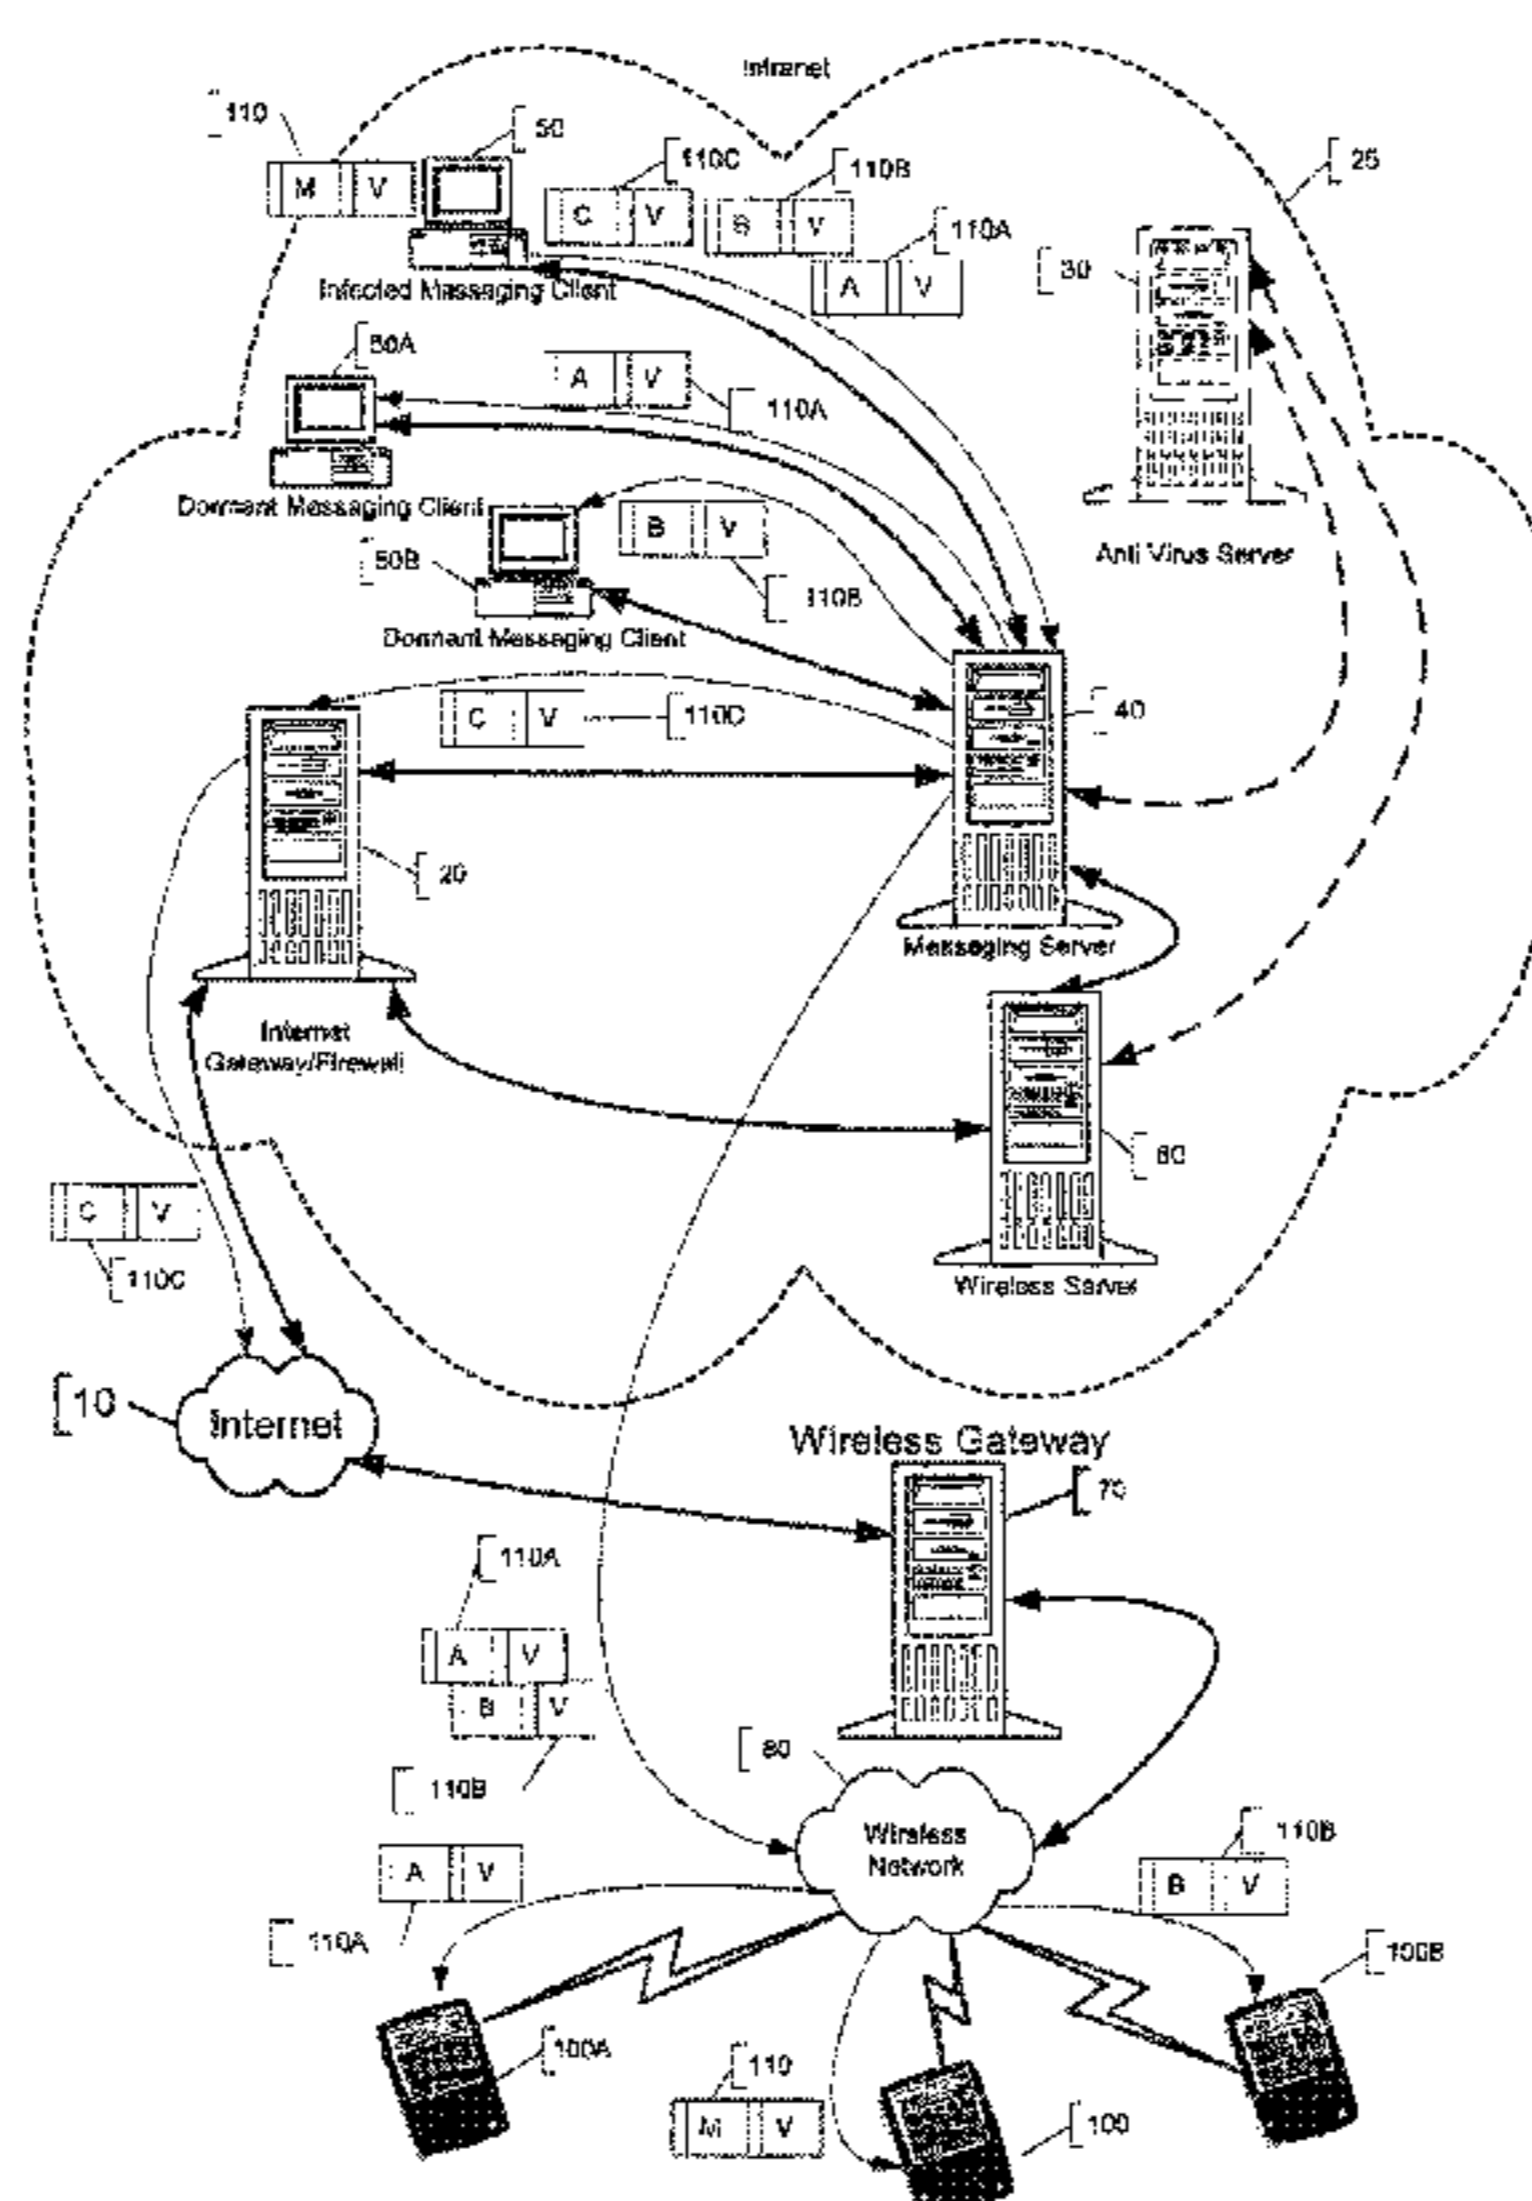 Intranet
110
50
110C
110B
25
M V
C V
B V
110A
30
A V
Infected Messaging Client
50A
A V
110A
Dormant Messaging Client
B V
50B
110B
Anti Virus Server
Dormant Messaging Client
C V
110C
40
20
Messaging Server
Internet
Gateway/Firewall
60
C V
110C
Wireless Server
10
Internet
Wireless Gateway
70
110A
A V
B V
80
110B
Wireless
Network
110B
A V
B V
110A
100B
100A
110
M V
100